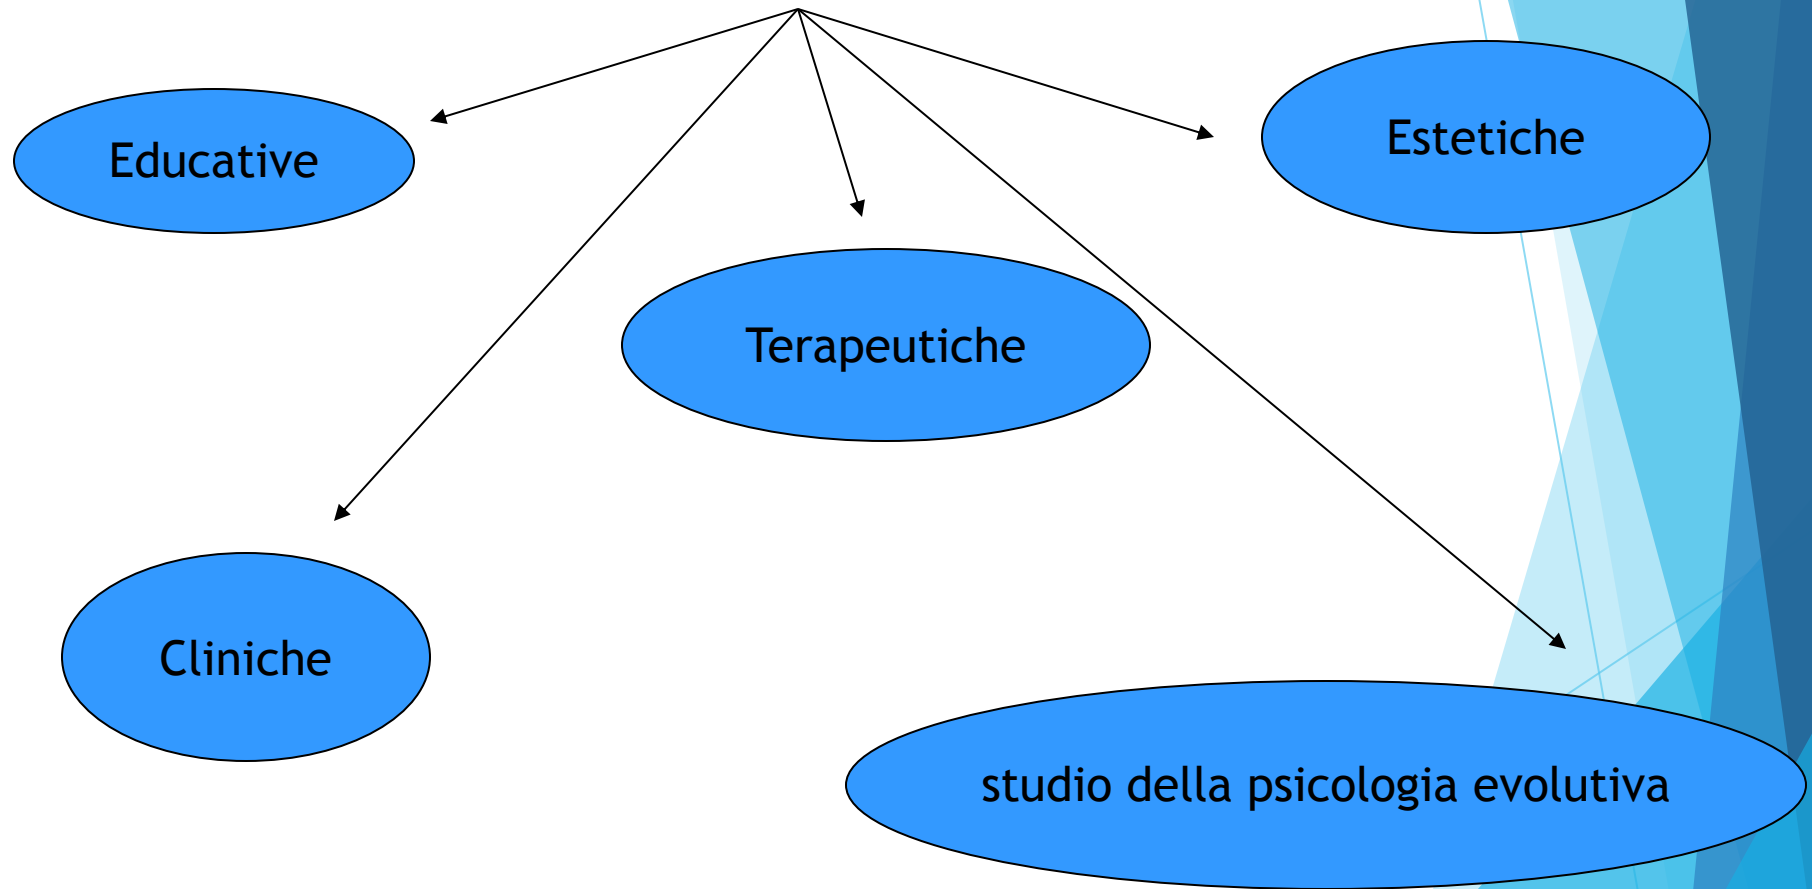 Educative
Estetiche
Terapeutiche
Cliniche
studio della psicologia evolutiva